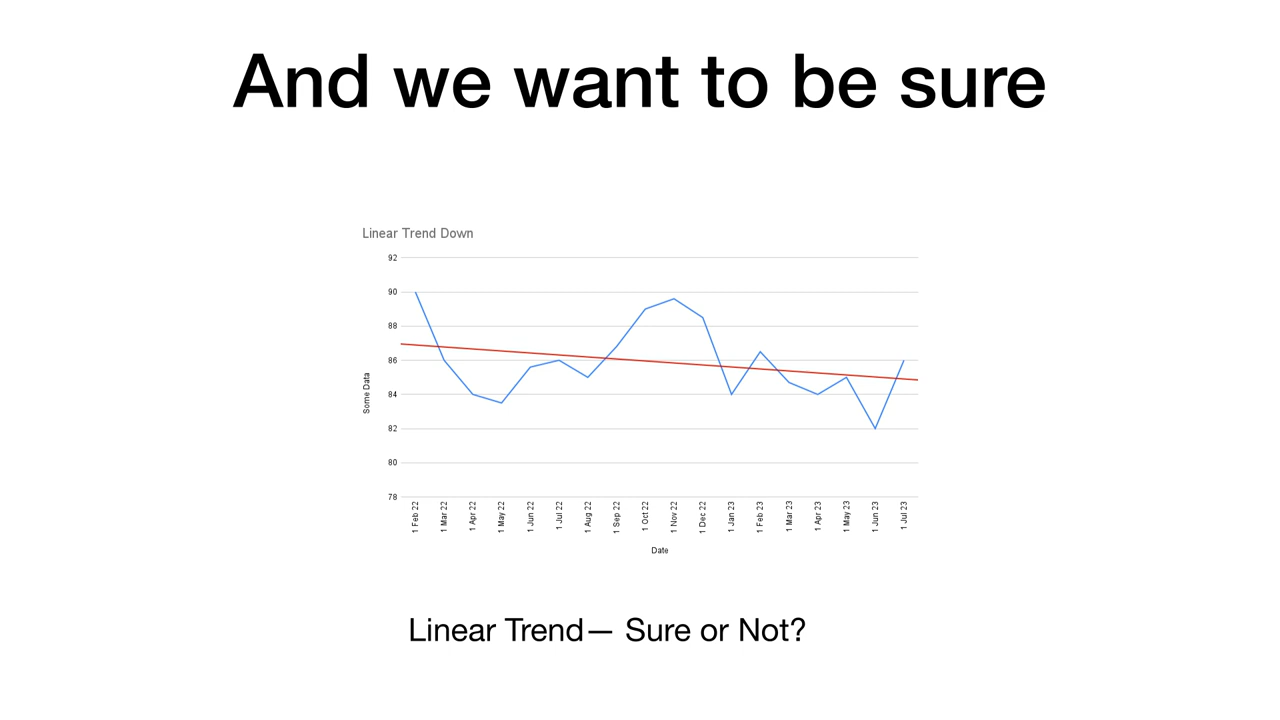 And we want to be sure
Linear Trend Down
92
90
88
86
84
82
80
78
Some Data
1 Feb 22
1 Mar 22
1 Apr 22
1 May 22
1 Jun 22
1 Jul 22
1 Aug 22
1 Sep 22
1 Oct 22
1 Nov 22
1 Dec 22
1 Jan 23
1 Feb 23
1 Mar 23
1 Apr 23
1 May 23
1 Jun 23
1 Jul 23
Date
Linear Trend— Sure or Not?